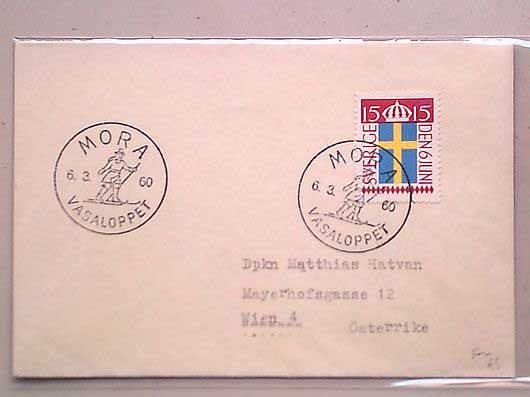 15 15
SVERIGE
DEN 6 JUNI
MORA
6. 3. 60
VASALOPPET
MORA
6. 3. 60
VASALOPPET
Dpkn Matthias Hatvan
Mayerhofsgasse 12
Wien 4
Österrike